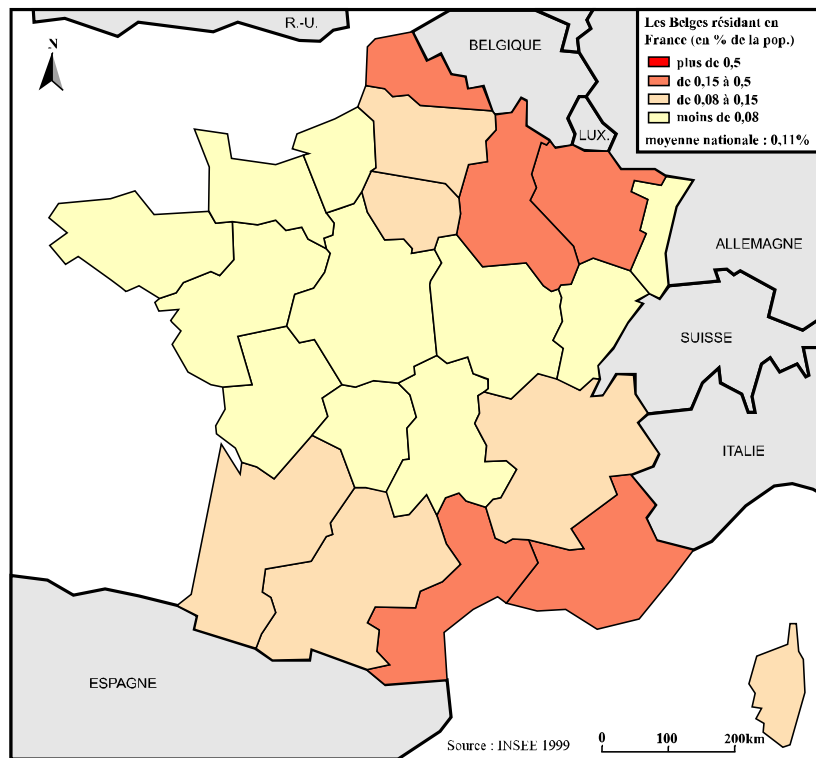 R.-U.
N
BELGIQUE
LUX.
ALLEMAGNE
SUISSE
ITALIE
ESPAGNE
Les Belges résidant en
France (en % de la pop.)
plus de 0,5
de 0,15 à 0,5
de 0,08 à 0,15
moins de 0,08
moyenne nationale : 0,11%
Source : INSEE 1999
0 100 200km